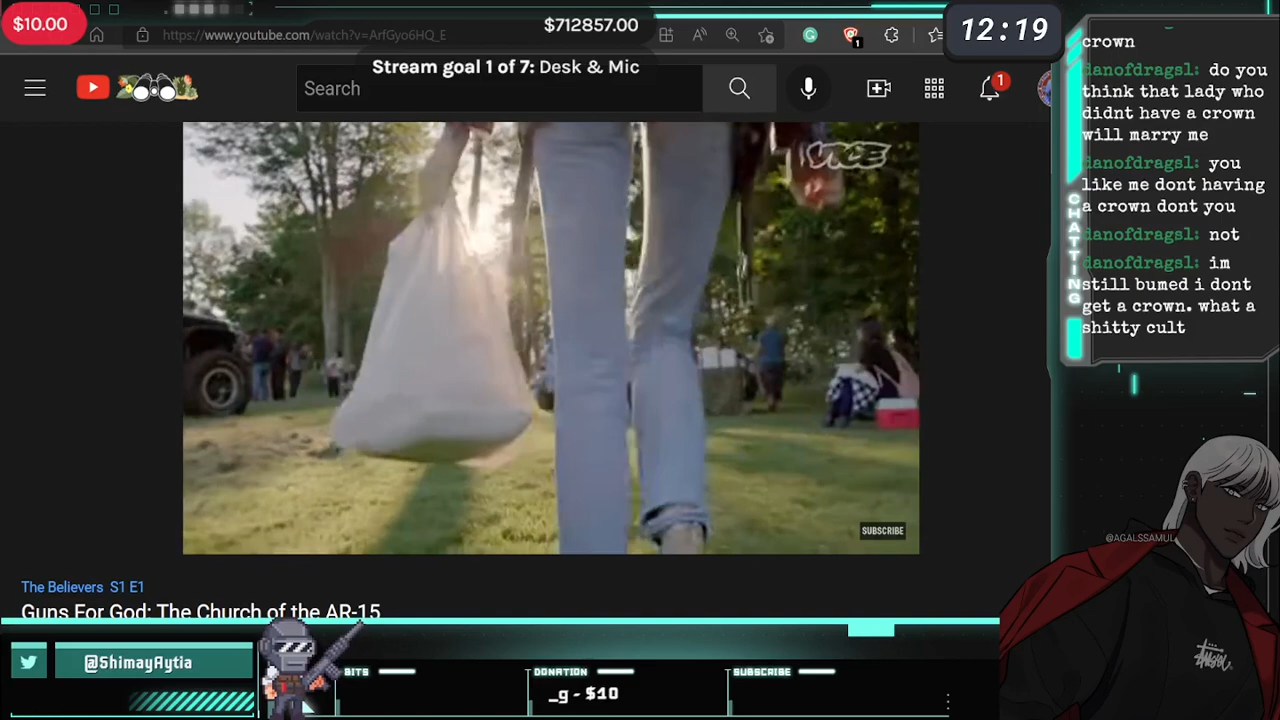 $10.00
https://www.youtube.com/watch?v=ArfGyo6HQ_E
$712857.00
12:19
Stream goal 1 of 7: Desk & Mic
Search
1
VICE
SUBSCRIBE
The Believers S1 E1
Guns For God: The Church of the AR-15
@ShimayAytia
BITS
DONATION
_g - $10
SUBSCRIBE
CHATTING
crown
danofdragsl: do you
think that lady who
didnt have a crown
will marry me
danofdragsl: you
like me dont having
a crown dont you
danofdragsl: not
danofdragsl: im
still bumed i dont
get a crown. what a
shitty cult
@AGALSSAMUL